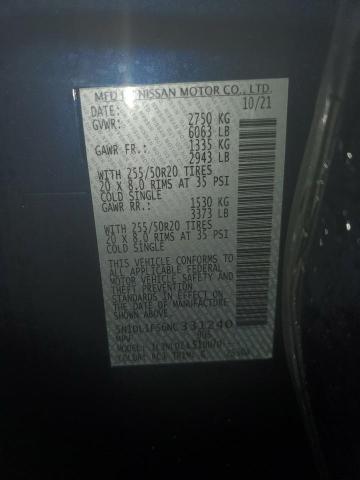 MFD BY NISSAN MOTOR CO., LTD.
DATE: 10/21
GVWR: 2750 KG
6063 LB
GAWR FR.: 1335 KG
2943 LB
WITH 255/50R20 TIRES
20 X 8.0 RIMS AT 35 PSI
COLD SINGLE
GAWR RR.: 1530 KG
3373 LB
WITH 255/50R20 TIRES
20 X 8.0 RIMS AT 35 PSI
COLD SINGLE
THIS VEHICLE CONFORMS TO ALL
APPLICABLE FEDERAL
MOTOR VEHICLE SAFETY AND THEFT
PREVENTION
STANDARDS IN EFFECT ON
THE DATE OF MANUFACTURE
SHOWN ABOVE.
5N1DL1FS6NC331240
MPV
MODEL:
COLOR: TRIM: G